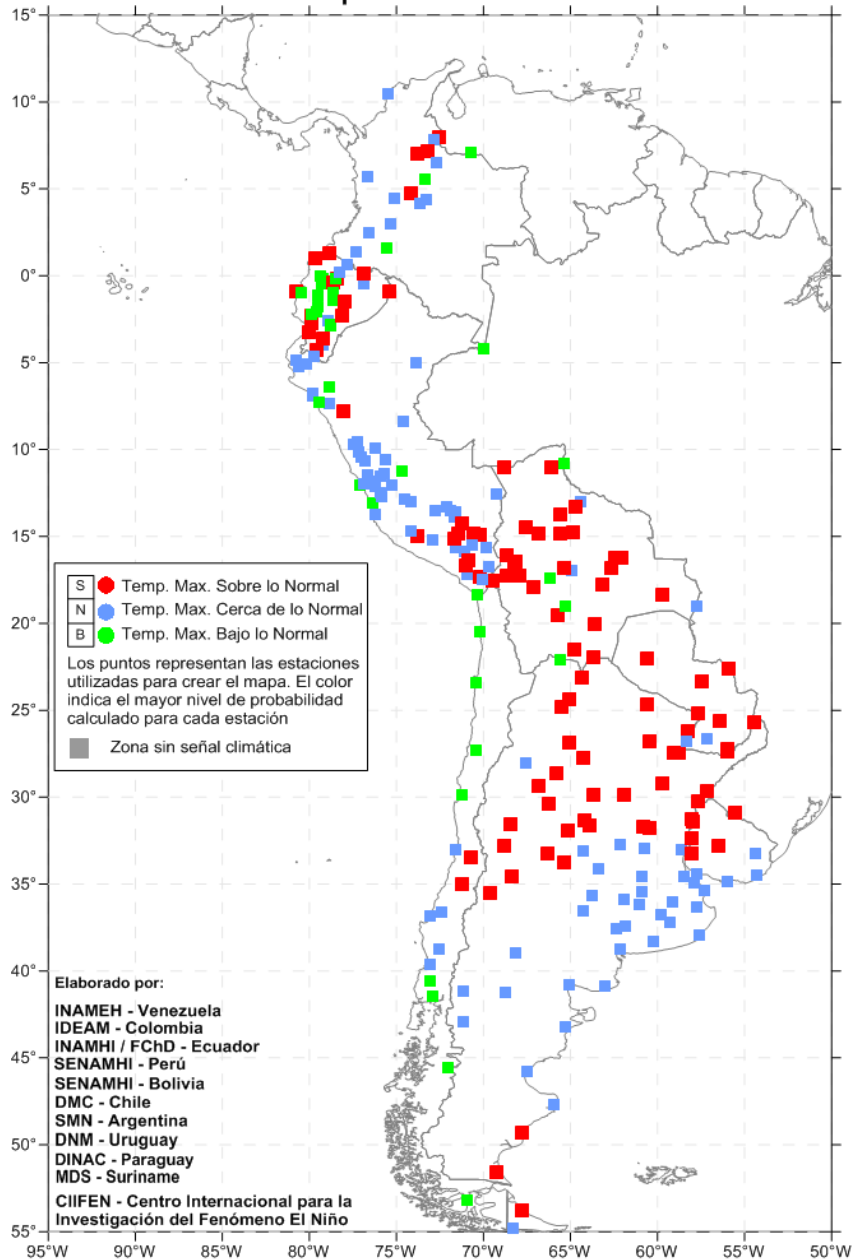 15°
10°
5°
0°
5°
10°
15°
20°
25°
30°
35°
40°
45°
50°
55°
95°W
90°W
85°W
80°W
75°W
70°W
65°W
60°W
55°W
50°W
S Temp. Max. Sobre lo Normal
N Temp. Max. Cerca de lo Normal
B Temp. Max. Bajo lo Normal
Los puntos representan las estaciones
utilizadas para crear el mapa. El color
indica el mayor nivel de probabilidad
calculado para cada estación
Zona sin señal climática
Elaborado por:
INAMEH - Venezuela
IDEAM - Colombia
INAMHI / FChD - Ecuador
SENAMHI - Perú
SENAMHI - Bolivia
DMC - Chile
SMN - Argentina
DNM - Uruguay
DINAC - Paraguay
MDS - Suriname
CIIFEN - Centro Internacional para la
Investigación del Fenómeno El Niño